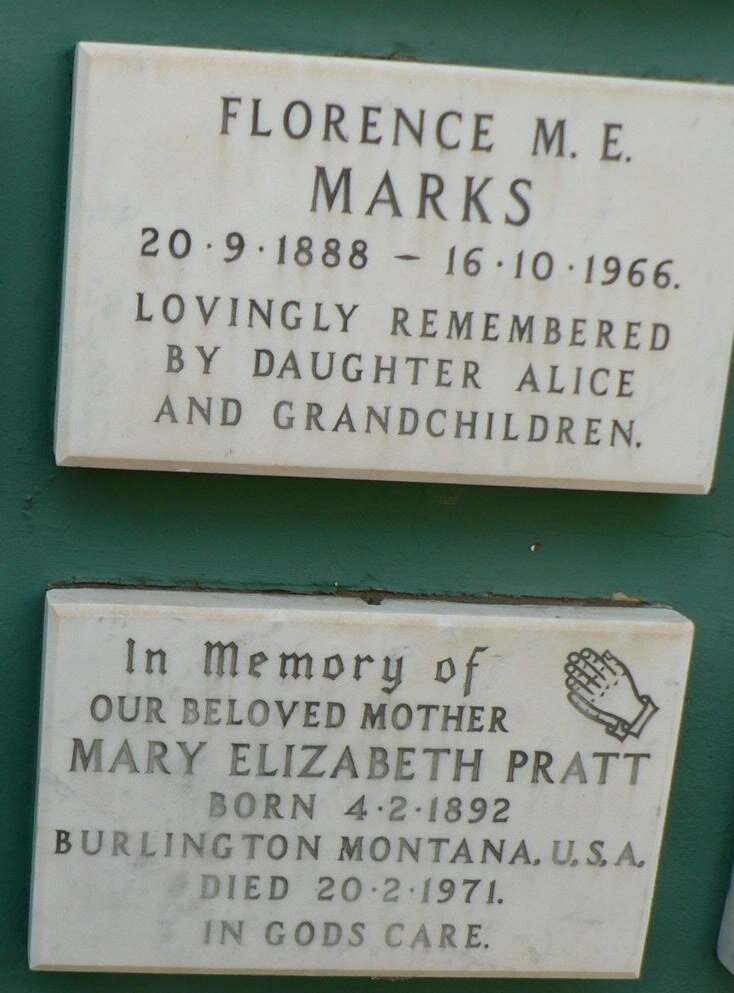 FLORENCE M. E.
MARKS
20·9·1888 – 16·10·1966.
LOVINGLY REMEMBERED
BY DAUGHTER ALICE
AND GRANDCHILDREN.
In Memory of
OUR BELOVED MOTHER
MARY ELIZABETH PRATT
BORN 4·2·1892
BURLINGTON MONTANA. U.S.A.
DIED 20·2·1971.
IN GODS CARE.